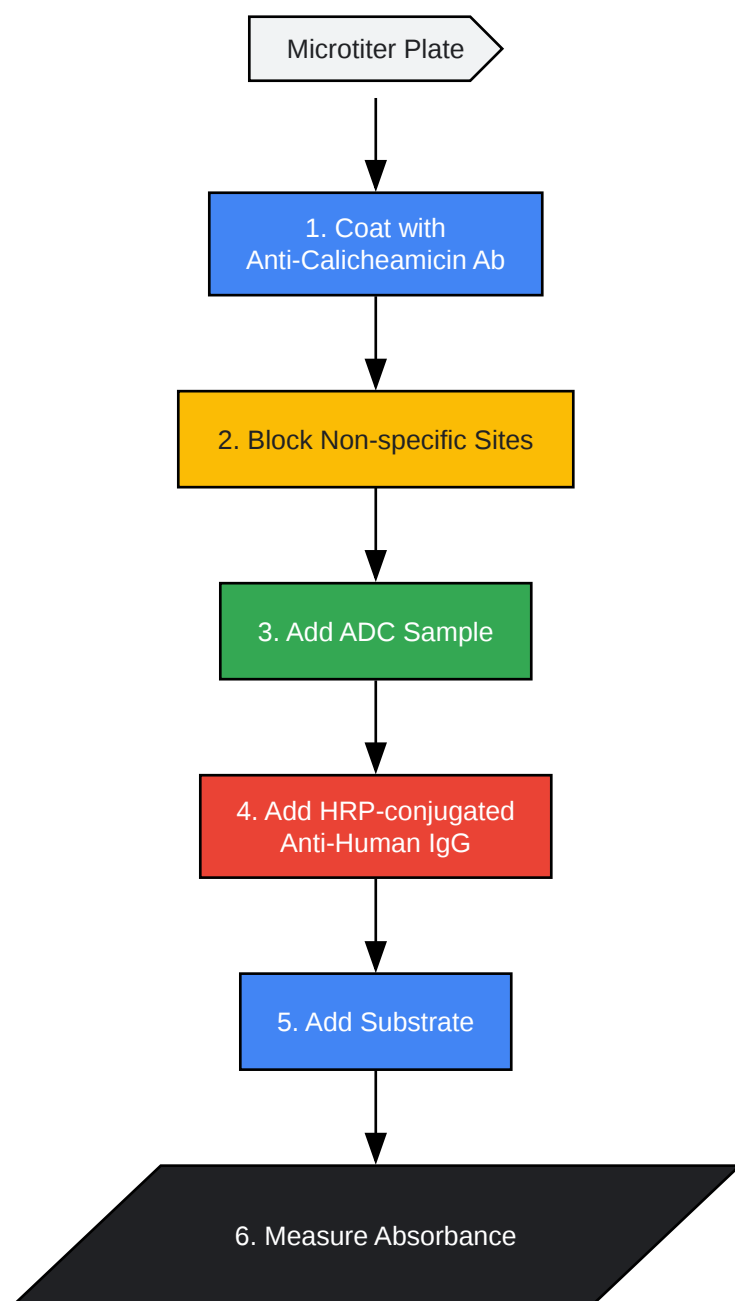 Microtiter Plate
1. Coat with
Anti-Calicheamicin Ab
2. Block Non-specific Sites
3. Add ADC Sample
4. Add HRP-conjugated
Anti-Human IgG
5. Add Substrate
6. Measure Absorbance